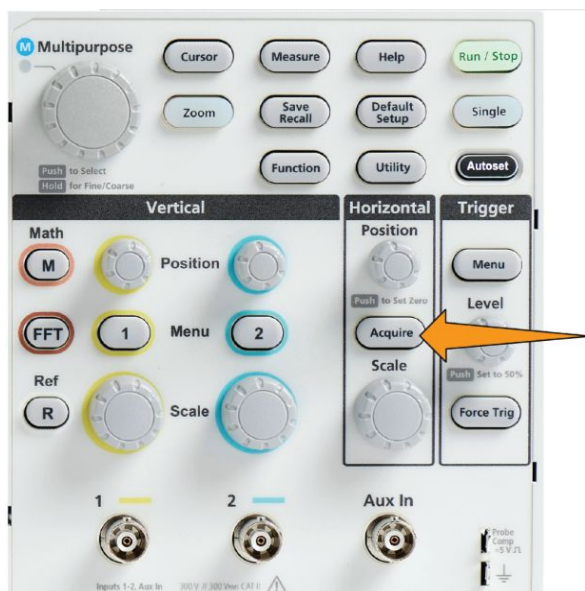 M Multipurpose
Cursor
Measure
Help
Run / Stop
Zoom
Save
Recall
Default
Setup
Single
Push to Select
Hold for Fine/Coarse
Function
Utility
Autoset
Vertical
Horizontal
Trigger
Math
M
Position
Position
Push to Set Zero
Menu
FFT
1
Menu
2
Acquire
Level
Push Set to 50%
Ref
R
Scale
Scale
Force Trig
1
2
Aux In
Probe
Comp
≈5 V
Inputs 1-2, Aux In
300 V // 300 Vrms CAT II